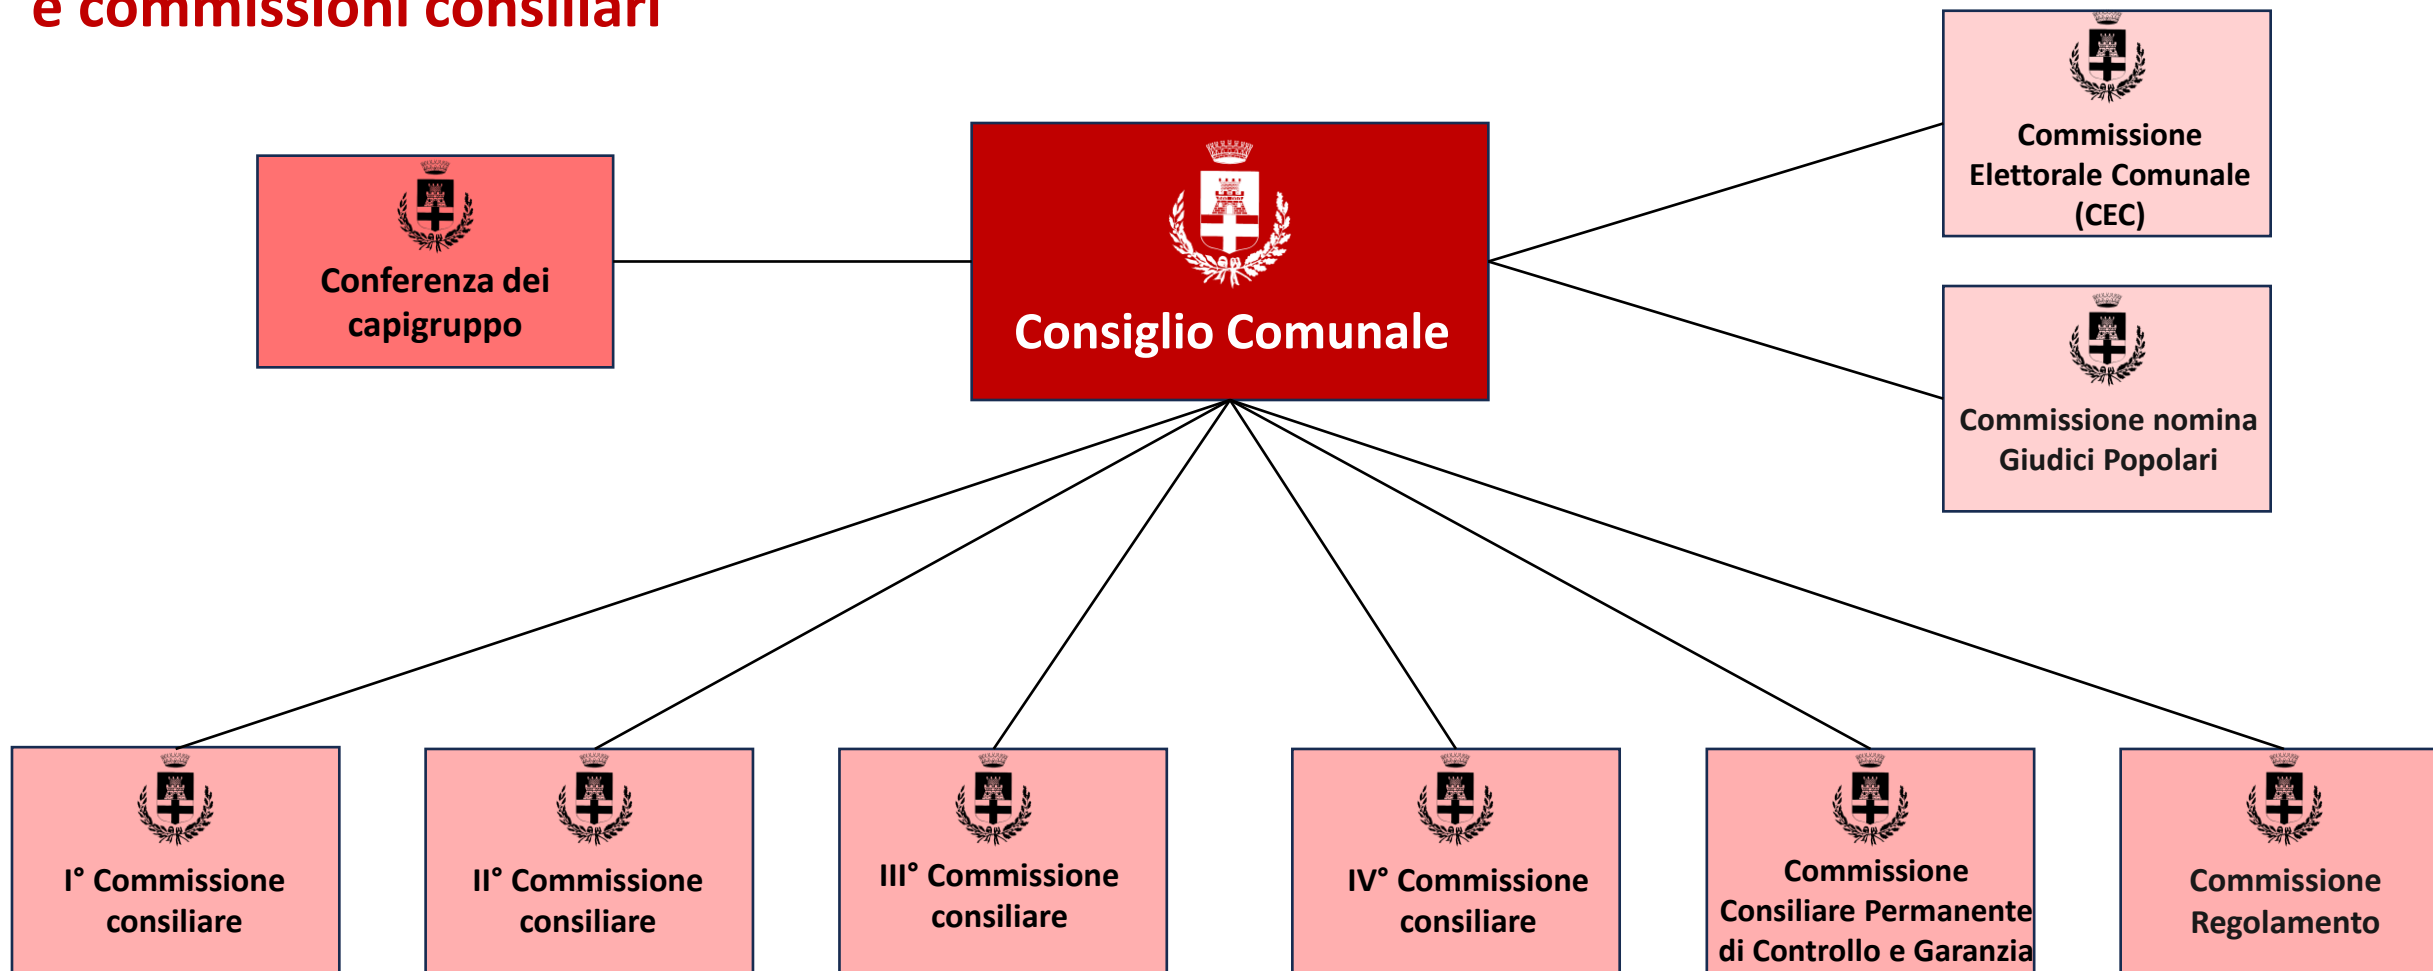 e commissioni consiliari
Commissione
Elettorale Comunale
(CEC)
Conferenza dei
capigruppo
Consiglio Comunale
Commissione nomina
Giudici Popolari
I° Commissione
consiliare
II° Commissione
consiliare
III° Commissione
consiliare
IV° Commissione
consiliare
Commissione
Consiliare Permanente
di Controllo e Garanzia
Commissione
Regolamento